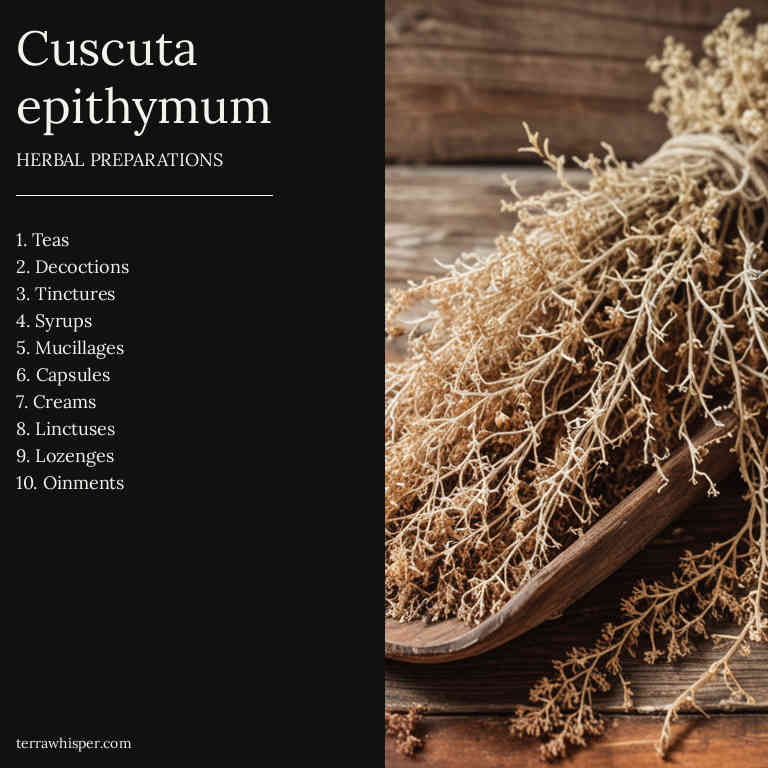 Cuscuta
epithymum
HERBAL PREPARATIONS
1. Teas
2. Decoctions
3. Tinctures
4. Syrups
5. Mucillages
6. Capsules
7. Creams
8. Linctuses
9. Lozenges
10. Oinments
terrawhisper.com